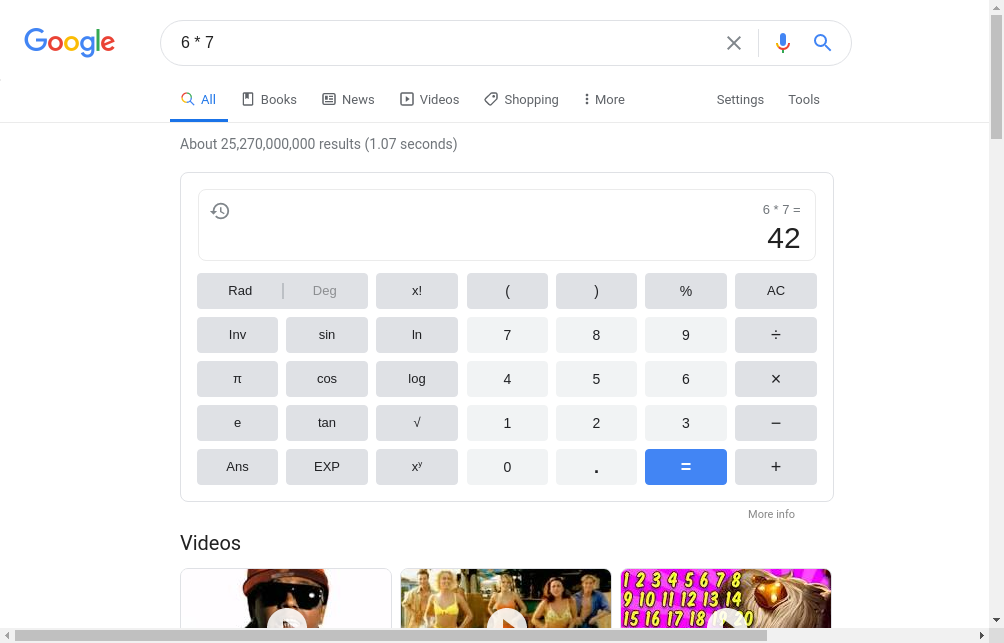 Google
6 * 7
All
Books
News
Videos
Shopping
More
Settings
Tools
About 25,270,000,000 results (1.07 seconds)
6 * 7 =
42
Rad | Deg x! ( ) % AC
Inv sin ln 7 8 9 ÷
π cos log 4 5 6 ×
e tan √ 1 2 3 −
Ans EXP xʸ 0 . = +
More info
Videos
1 2 3 4 5 6 7 8
9 10 11 12 13 14
15 16 17 18 19 20